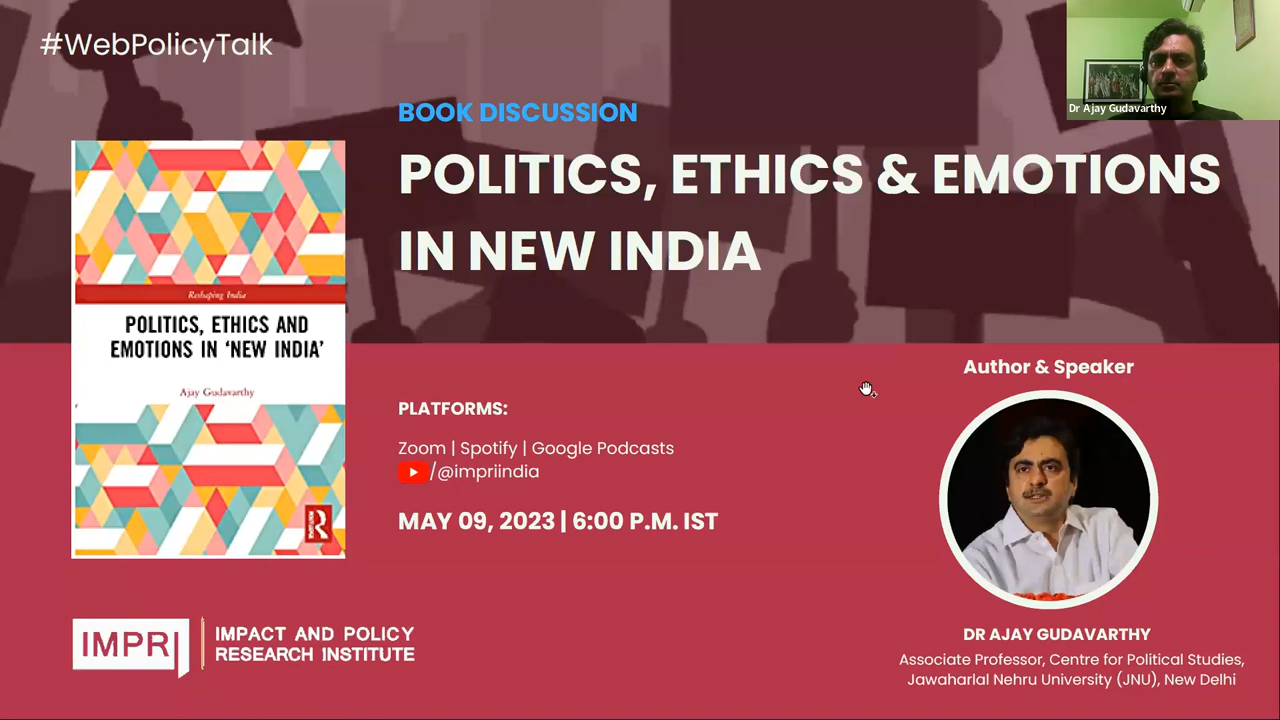 #WebPolicyTalk
Dr Ajay Gudavarthy
BOOK DISCUSSION
POLITICS, ETHICS & EMOTIONS
IN NEW INDIA
Reshaping India
POLITICS, ETHICS AND
EMOTIONS IN ‘NEW INDIA’
Ajay Gudavarthy
PLATFORMS:
Zoom | Spotify | Google Podcasts
/@impriindia
MAY 09, 2023 | 6:00 P.M. IST
Author & Speaker
DR AJAY GUDAVARTHY
Associate Professor, Centre for Political Studies,
Jawaharlal Nehru University (JNU), New Delhi
IMPRI
IMPACT AND POLICY
RESEARCH INSTITUTE